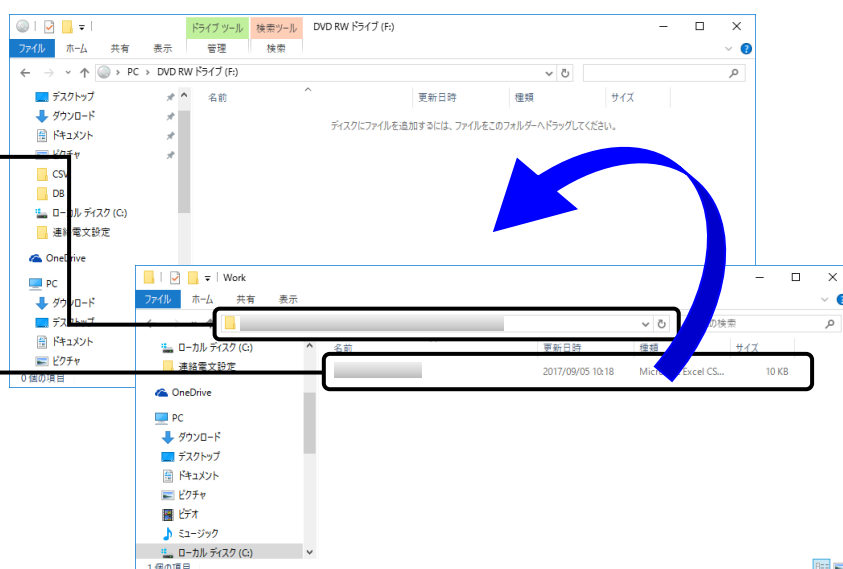 ドライブ ツール 検索ツール DVD RW ドライブ (F:)
ファイル ホーム 共有 表示 管理 検索
PC › DVD RW ドライブ (F:)
デスクトップ
ダウンロード
ドキュメント
ピクチャ
CSV
DB
ローカル ディスク (C:)
連絡電文設定
OneDrive
PC
ダウンロード
デスクトップ
ドキュメント
ピクチャ
0 個の項目
名前 更新日時 種類 サイズ
ディスクにファイルを追加するには、ファイルをこのフォルダーへドラッグしてください。
Work
ファイル ホーム 共有 表示
の検索
ローカル ディスク (C:)
連絡電文設定
OneDrive
PC
ダウンロード
デスクトップ
ドキュメント
ピクチャ
ビデオ
ミュージック
ローカル ディスク (C:)
1 個の項目
名前 更新日時 種類 サイズ
2017/09/05 10:18 Microsoft Excel CS... 10 KB